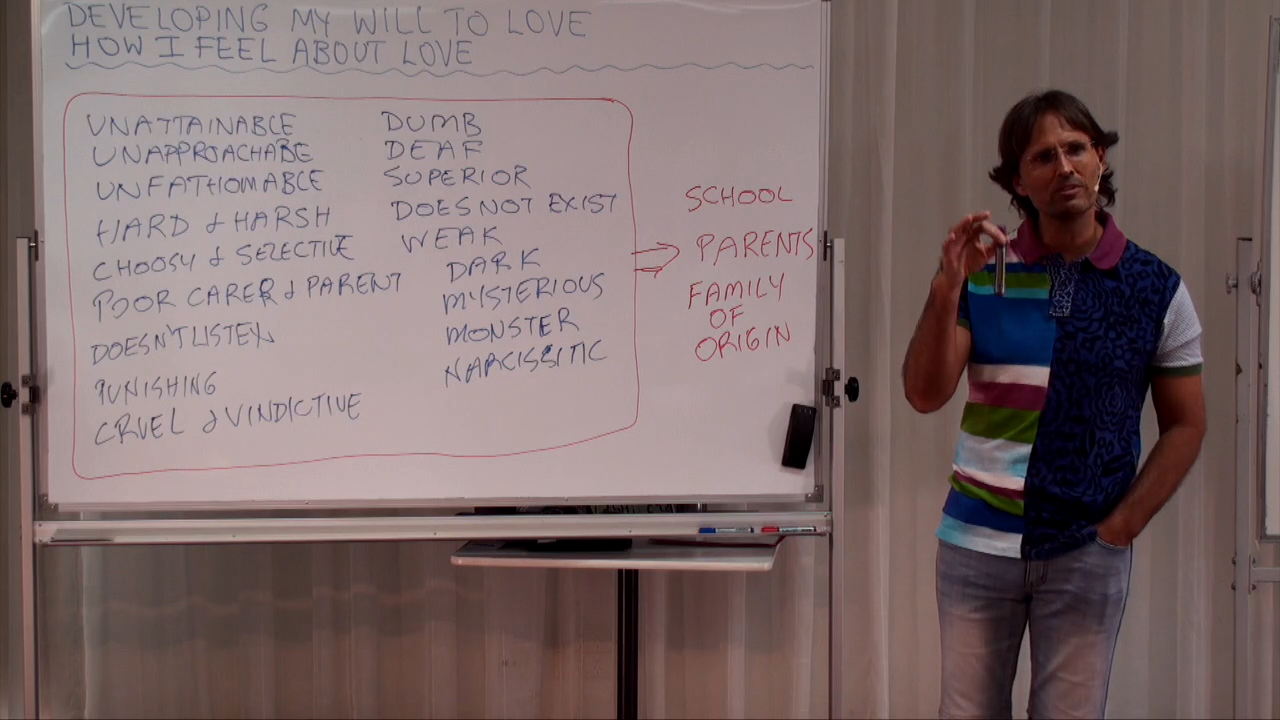 DEVELOPING MY WILL TO LOVE
HOW I FEEL ABOUT LOVE
UNATTAINABLE
UNAPPROACHABE
UNFATHOMABLE
HARD & HARSH
CHOOSY & SELECTIVE
POOR CARER & PARENT
DOESN'T LISTEN
PUNISHING
CRUEL & VINDICTIVE
DUMB
DEAF
SUPERIOR
DOES NOT EXIST
WEAK
DARK
MYSTERIOUS
MONSTER
NARCISSITIC
SCHOOL
PARENTS
FAMILY
OF
ORIGIN